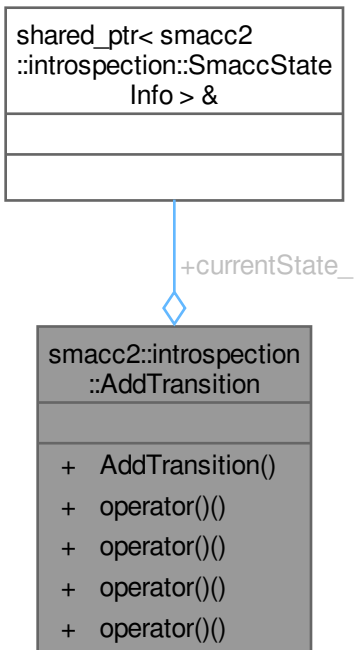 shared_ptr< smacc2
::introspection::SmaccState
Info > &
+currentState_
smacc2::introspection
::AddTransition
+ AddTransition()
+ operator()()
+ operator()()
+ operator()()
+ operator()()